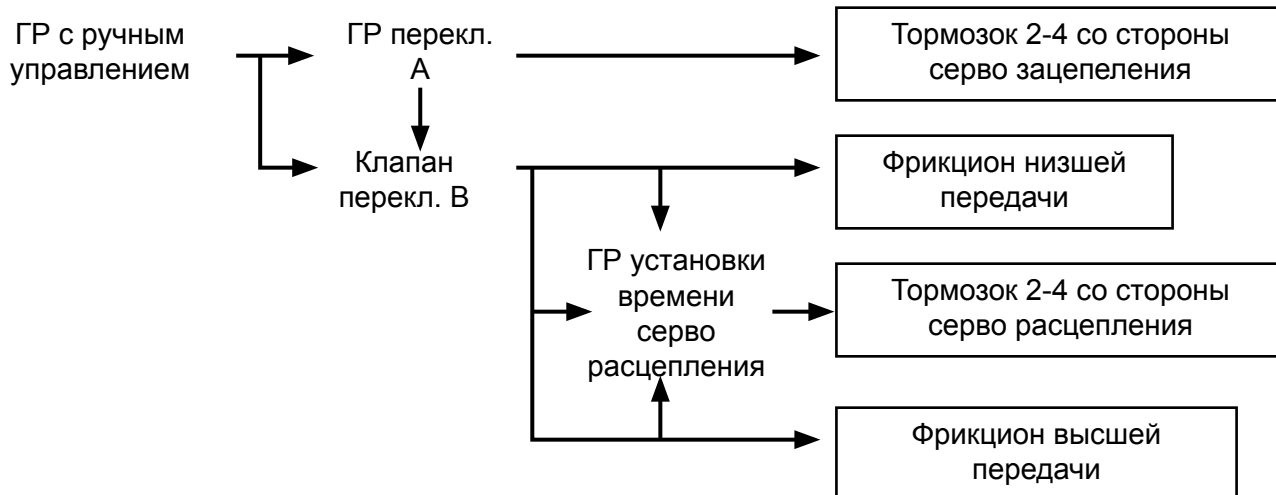 ГР с ручным
управлением
ГР перекл.
А
Тормозок 2-4 со стороны
серво зацепеления
Клапан
перекл. В
Фрикцион низшей
передачи
ГР установки
времени
серво
расцепления
Тормозок 2-4 со стороны
серво расцепления
Фрикцион высшей
передачи